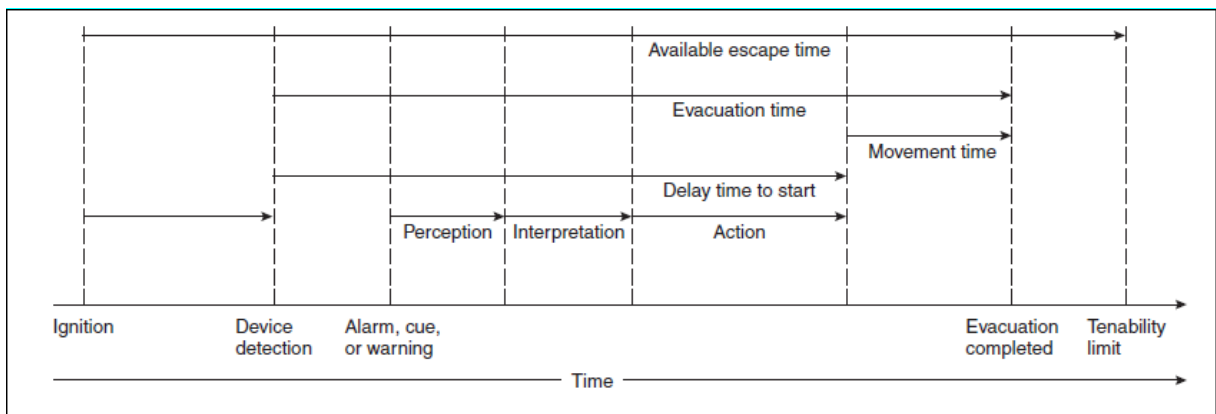 Available escape time
Evacuation time
Movement time
Delay time to start
Perception
Interpretation
Action
Ignition
Device
detection
Alarm, cue,
or warning
Evacuation
completed
Tenability
limit
Time